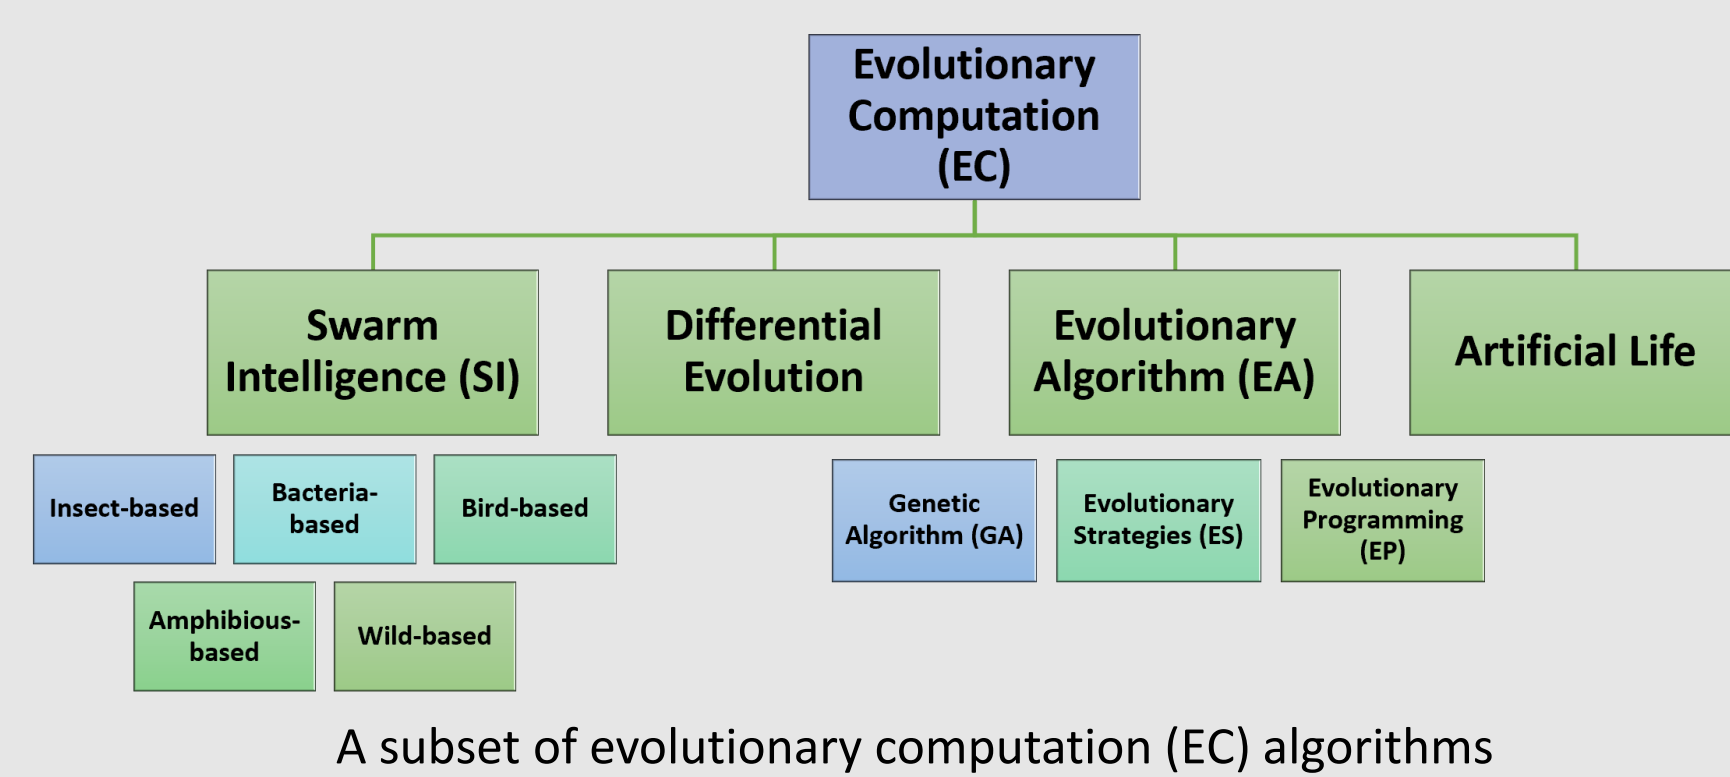 Evolutionary
Computation
(EC)
Swarm
Intelligence (SI)
Differential
Evolution
Evolutionary
Algorithm (EA)
Artificial Life
Insect-based
Bacteria-
based
Bird-based
Amphibious-
based
Wild-based
Genetic
Algorithm (GA)
Evolutionary
Strategies (ES)
Evolutionary
Programming
(EP)
A subset of evolutionary computation (EC) algorithms